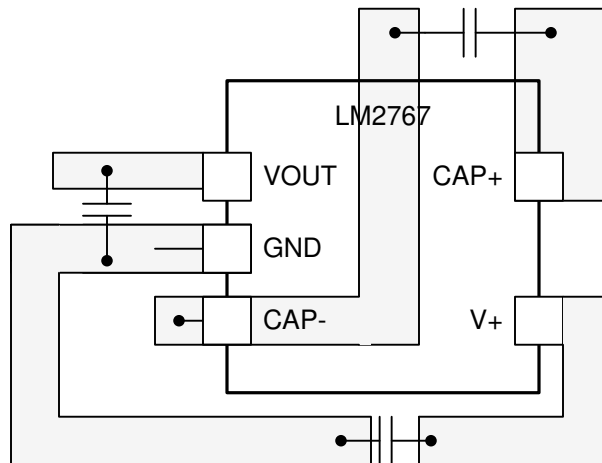 LM2767
VOUT
CAP+
GND
CAP-
V+